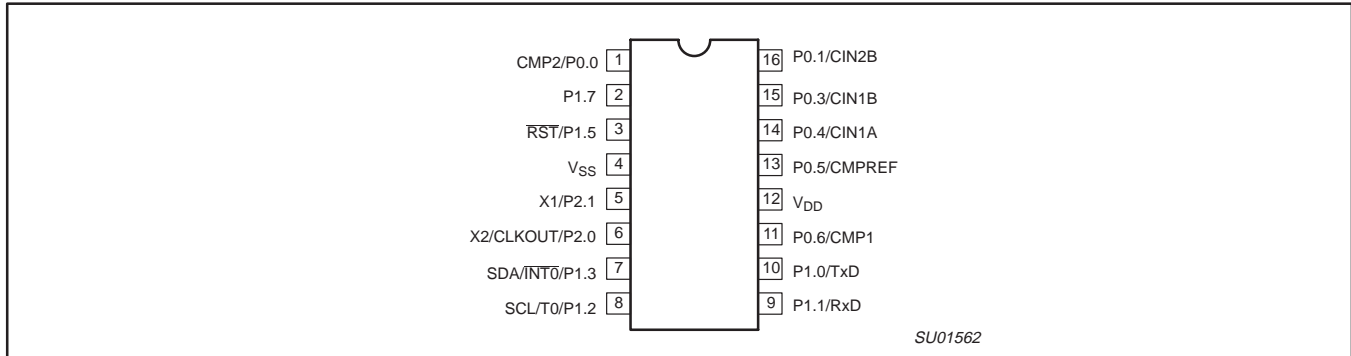 CMP2/P0.0 1 16 P0.1/CIN2B
P1.7 2 15 P0.3/CIN1B
R̅S̅T̅/P1.5 3 14 P0.4/CIN1A
VSS 4 13 P0.5/CMPREF
X1/P2.1 5 12 VDD
X2/CLKOUT/P2.0 6 11 P0.6/CMP1
SDA/I̅N̅T̅0̅/P1.3 7 10 P1.0/TxD
SCL/T0/P1.2 8 9 P1.1/RxD
SU01562